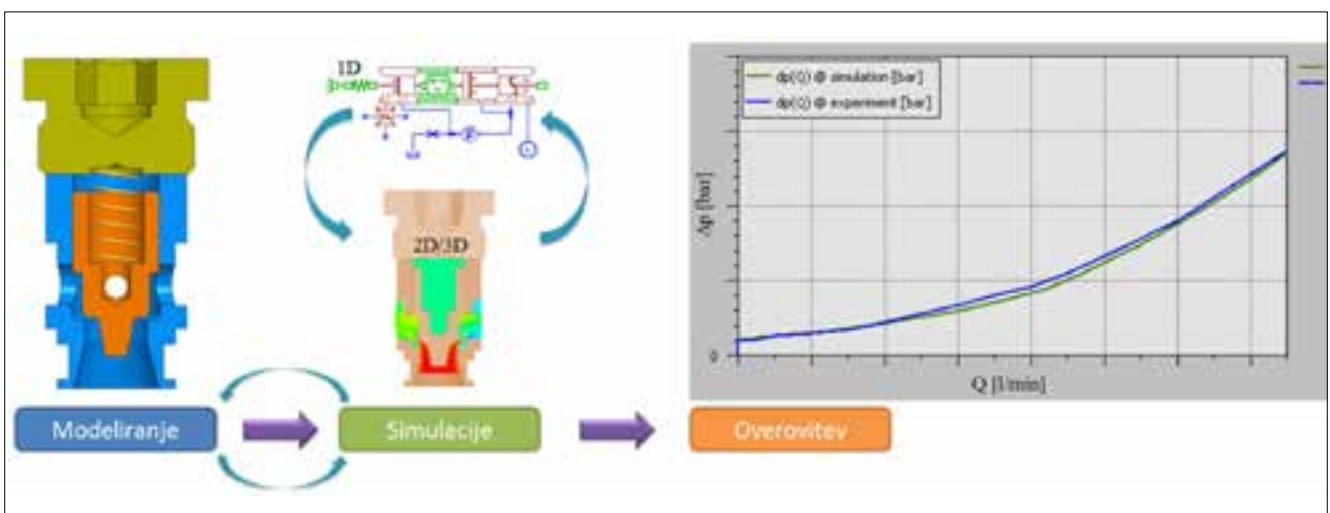 1D
2D/3D
dp(Q) @ simulation [bar]
dp(Q) @ experiment [bar]
Δp [bar]
0
Q [l/min]
Modeliranje
Simulacije
Overovitev